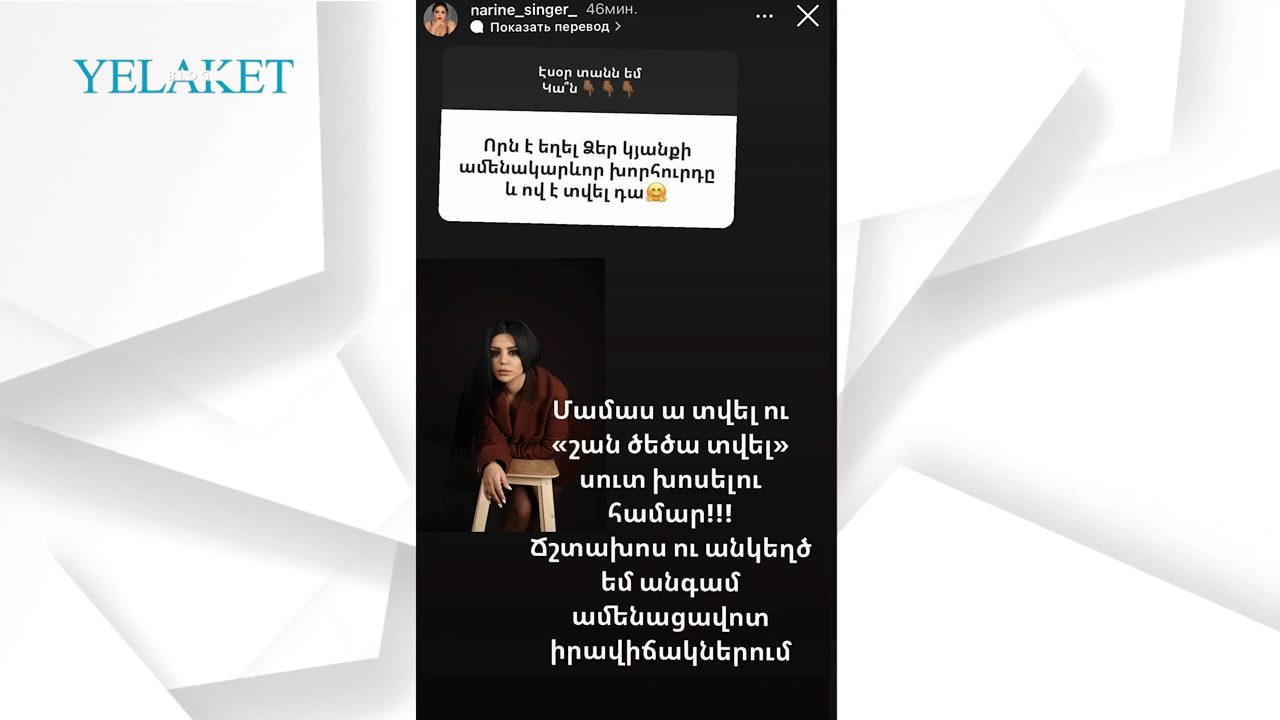 YELAKET
BLOG
narine_singer_ 46мин.
Показать перевод
Էսօր տանն եմ
Կա՞ն👇🏾👇🏾👇🏾
Որն է եղել Ձեր կյանքի
ամենակարևոր խորհուրդը
և ով է տվել դա🤗
Մամաս ա տվել ու
«շան ծեծա տվել»
սուտ խոսելու
համար!!!
Ճշտախոս ու անկեղծ
եմ անգամ
ամենացավոտ
իրավիճակներում